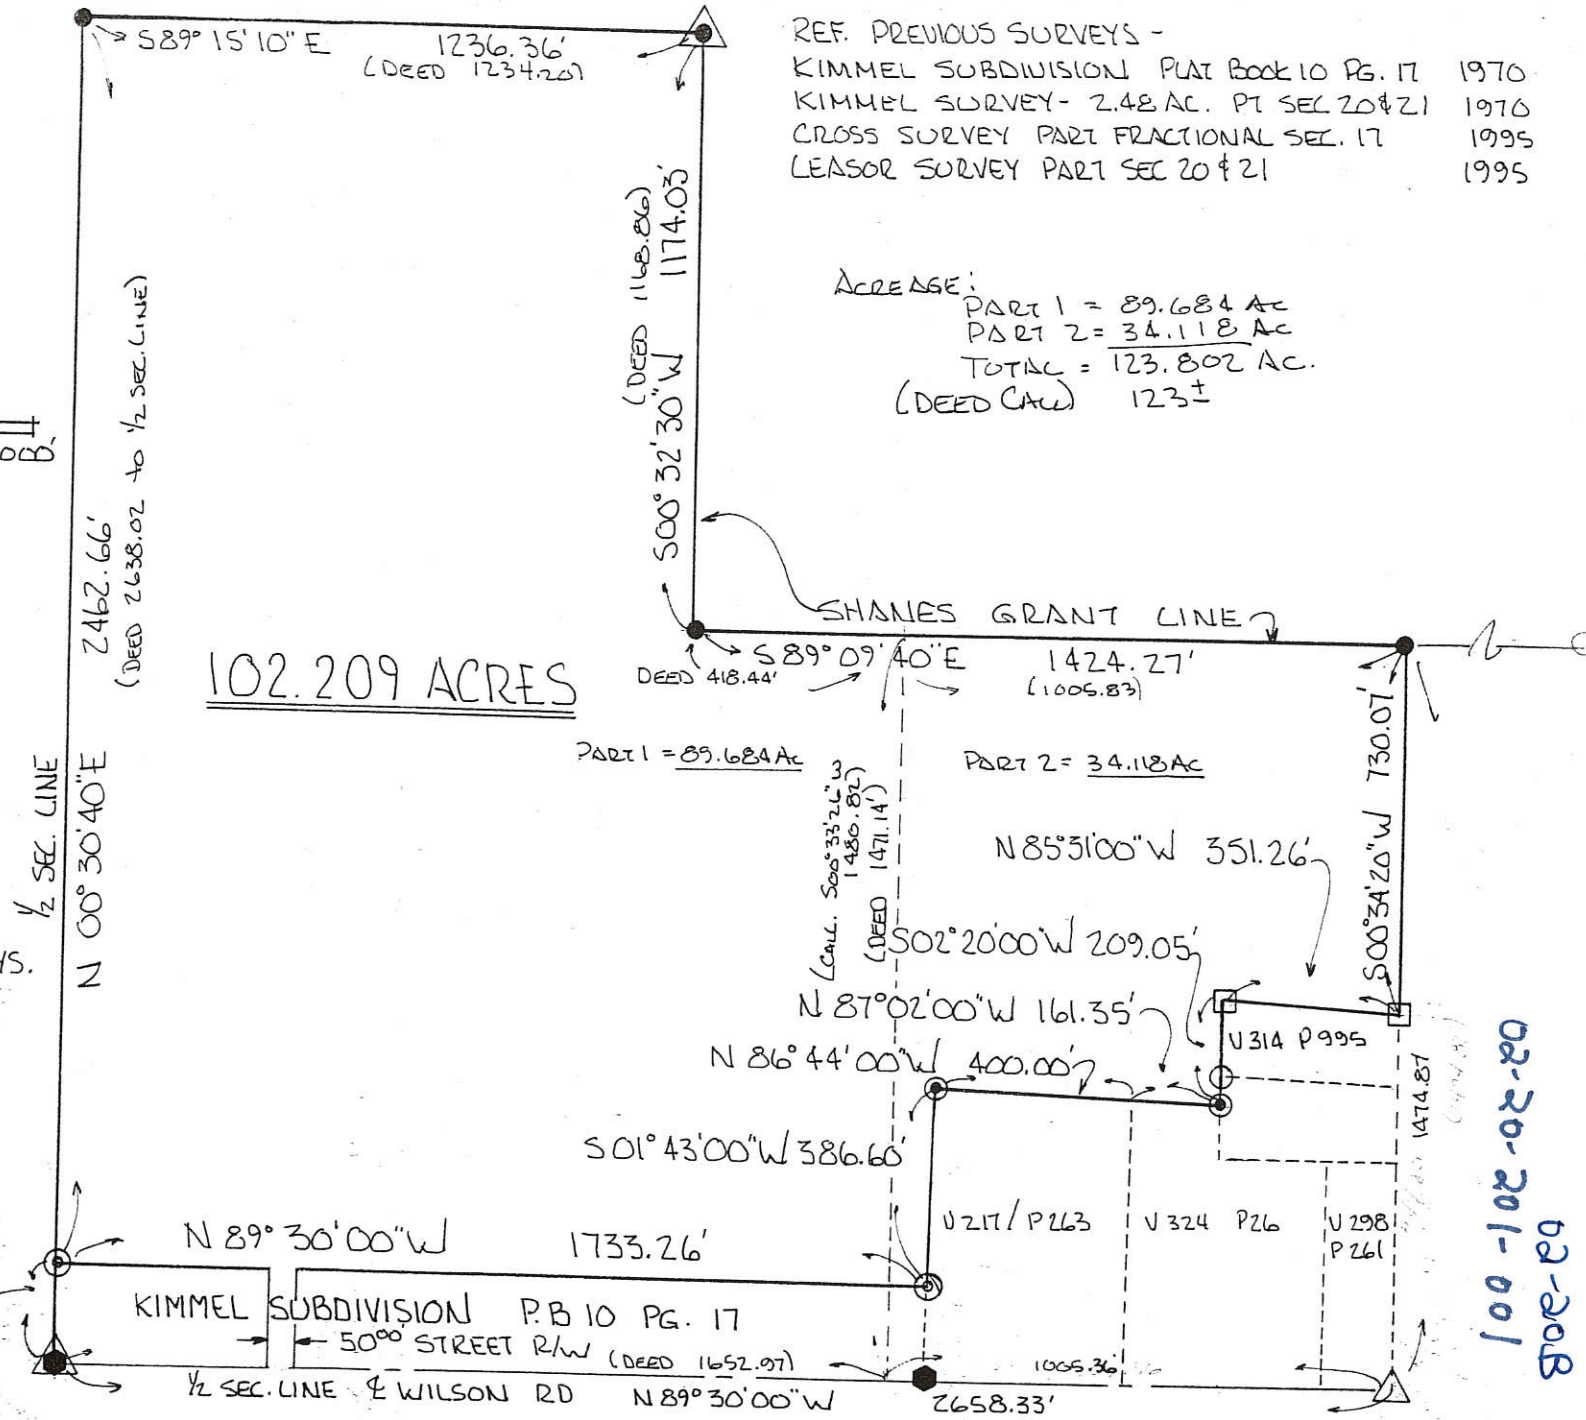 S89° 15' 10" E 1236.36'
(DEED 1234.20)
REF. PREVIOUS SURVEYS -
KIMMEL SUBDIVISION PLAT BOOK 10 PG. 17 1970
KIMMEL SURVEY - 2.48 AC. PT SEC 20 & 21 1970
CROSS SURVEY PART FRACTIONAL SEC. 17 1995
LEASOR SURVEY PART SEC 20 & 21 1995
ACREAGE:
PART 1 = 89.684 AC
PART 2 = 34.118 AC
TOTAL = 123.802 AC.
(DEED CALL) 123±
(DEED 1168.86)
S00° 32' 30" W 1174.03'
½ SEC. LINE
N 00° 30' 40" E 2462.66'
(DEED 2638.02 to ½ SEC. LINE)
102.209 ACRES
SHANES GRANT LINE
S 89° 09' 40" E 1424.27'
DEED 418.44'
(1005.83)
PART 1 = 89.684 Ac
PART 2 = 34.118 Ac
S00°34'20" W 730.07'
(CALL. S00°33'26" W
1480.82)
(DEED 1471.14')
N 85°31'00" W 351.26'
S02°20'00" W 209.05'
N 87°02'00" W 161.35'
N 86° 44' 00" W 400.00'
S 01° 43' 00" W 386.60'
V 314 P 995
1474.87
YS.
N 89° 30' 00" W 1733.26'
V 217 / P 263
V 324 P 26
V 298
P 261
KIMMEL SUBDIVISION P.B 10 PG. 17
50⁰⁰' STREET R/W
(DEED 1652.97)
1005.36'
½ SEC. LINE ℄ WILSON RD N 89° 30' 00" W 2658.33'
02-20-201-001
02-20B